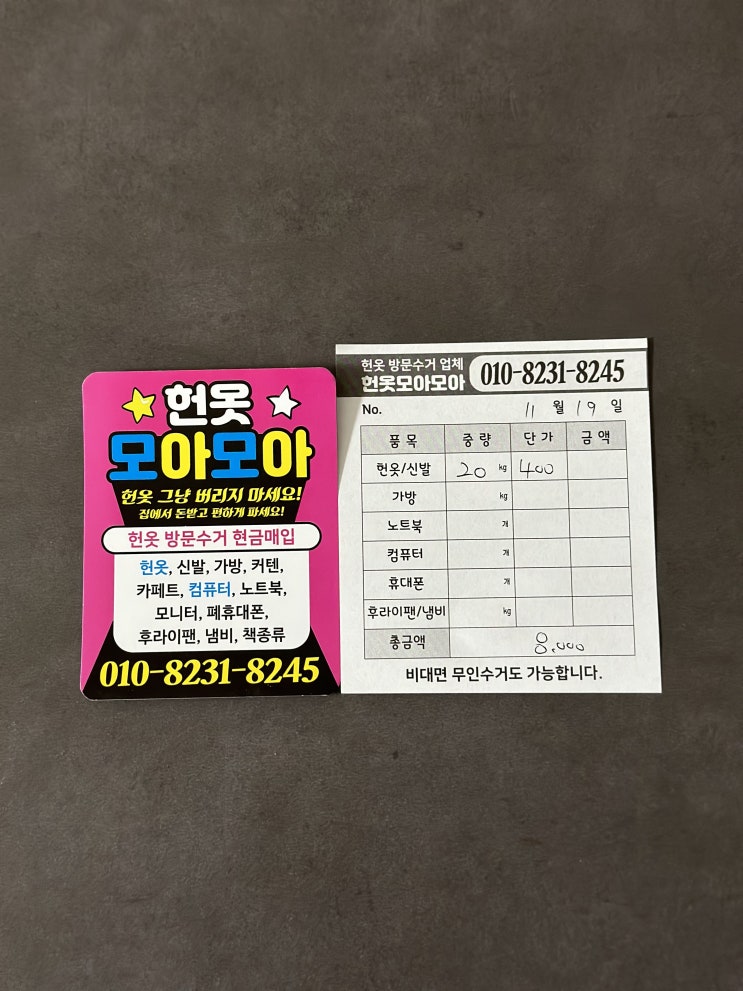 헌옷
모아모아
헌옷 그냥 버리지 마세요!
집에서 돈받고 편하게 파세요!
헌옷 방문수거 현금매입
헌옷, 신발, 가방, 커텐,
카페트, 컴퓨터, 노트북,
모니터, 폐휴대폰,
후라이팬, 냄비, 책종류
010-8231-8245
헌옷 방문수거 업체
헌옷모아모아 010-8231-8245
No. 11 월 19 일
품목 중량 단가 금액
헌옷/신발 20 kg 400
가방 kg
노트북 개
컴퓨터 개
휴대폰 개
후라이팬/냄비 kg
총금액 8,000
비대면 무인수거도 가능합니다.